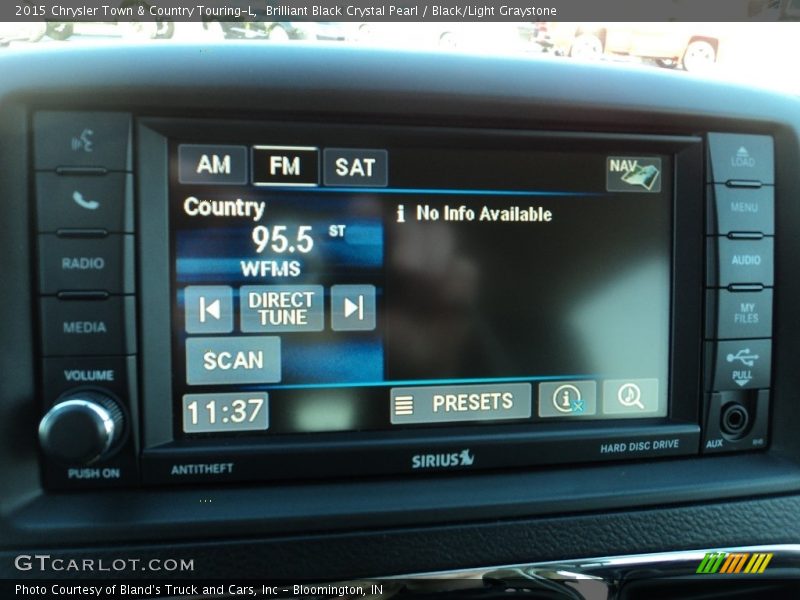 2015 Chrysler Town & Country Touring-L, Brilliant Black Crystal Pearl / Black/Light Graystone
AM FM SAT NAV
LOAD
MENU
RADIO
AUDIO
MEDIA
MY FILES
VOLUME
PULL
PUSH ON
AUX
Country
i No Info Available
95.5 ST
WFMS
DIRECT TUNE
SCAN
11:37
PRESETS
i
ANTITHEFT
SIRIUS
HARD DISC DRIVE
GTCARLOT.COM
Photo Courtesy of Bland's Truck and Cars, Inc - Bloomington, IN